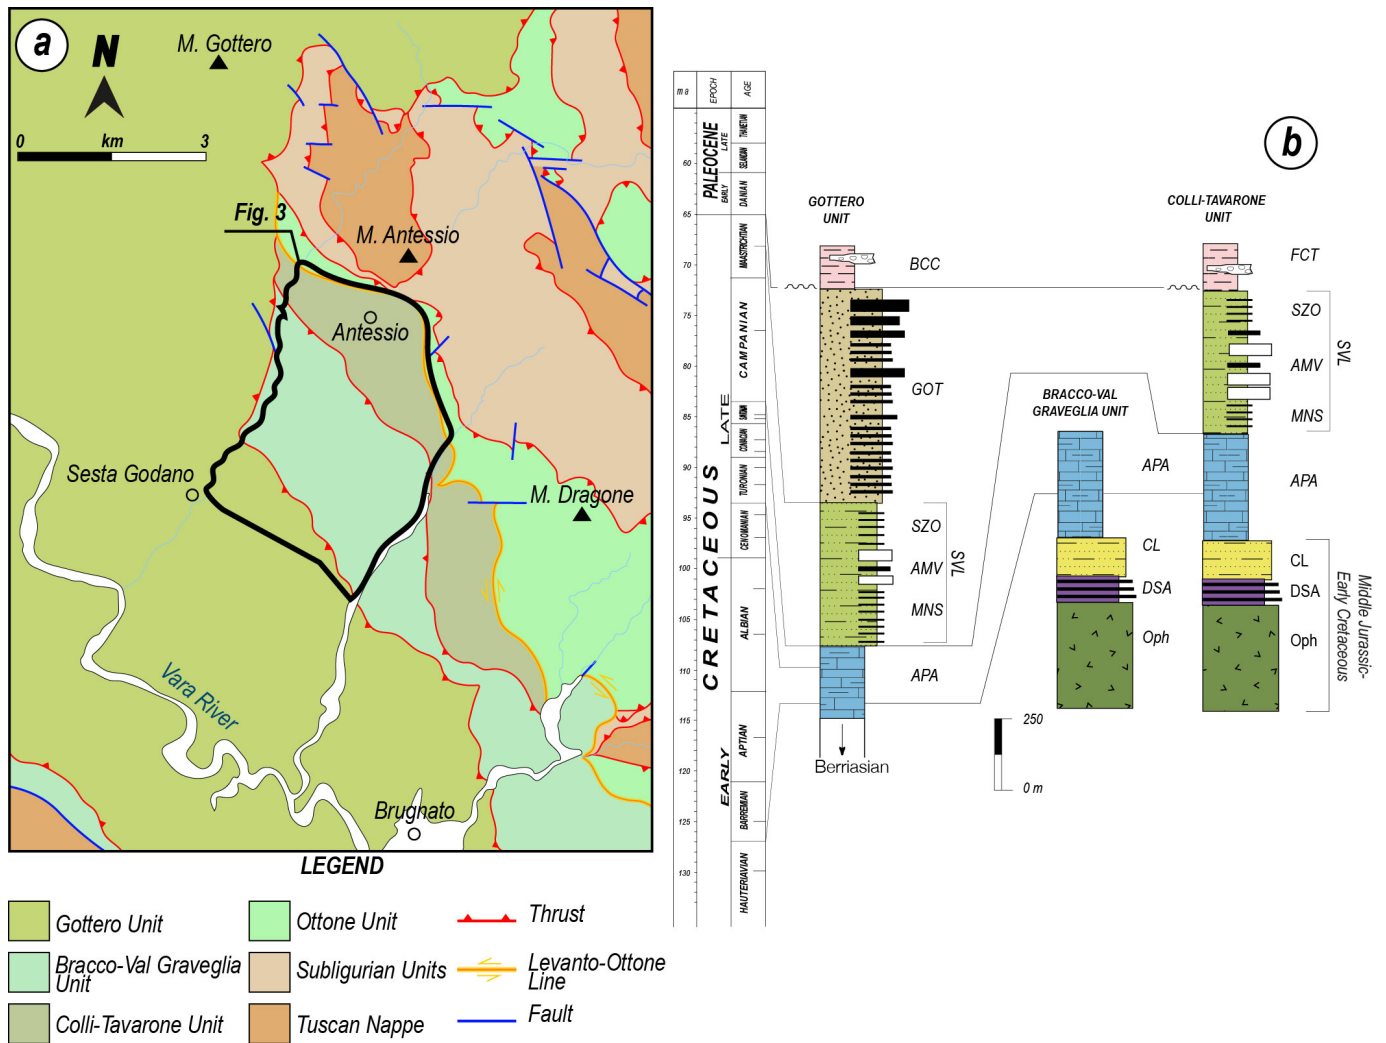 a
N
M. Gottero
0 km 3
Fig. 3
M. Antessio
Antessio
Sesta Godano
M. Dragone
Vara River
Brugnato
LEGEND
Gottero Unit
Bracco-Val Graveglia
Unit
Colli-Tavarone Unit
Ottone Unit
Subligurian Units
Tuscan Nappe
Thrust
Levanto-Ottone
Line
Fault
b
ma
EPOCH
AGE
60
65
70
75
80
85
90
95
100
105
110
115
120
125
130
PALEOCENE
LATE
EARLY
CRETACEOUS
LATE
EARLY
THANETIAN
SELANDIAN
DANIAN
MAASTRICHTIAN
CAMPANIAN
CONIACIAN
TURONIAN
CENOMANIAN
ALBIAN
APTIAN
BARREMIAN
HAUTERIAVIAN
GOTTERO
UNIT
BCC
GOT
SZO
AMV
MNS
SVL
APA
Berriasian
BRACCO-VAL
GRAVEGLIA UNIT
APA
CL
DSA
Oph
250
0 m
COLLI-TAVARONE
UNIT
FCT
SZO
AMV
MNS
SVL
APA
CL
DSA
Oph
Middle Jurassic-
Early Cretaceous